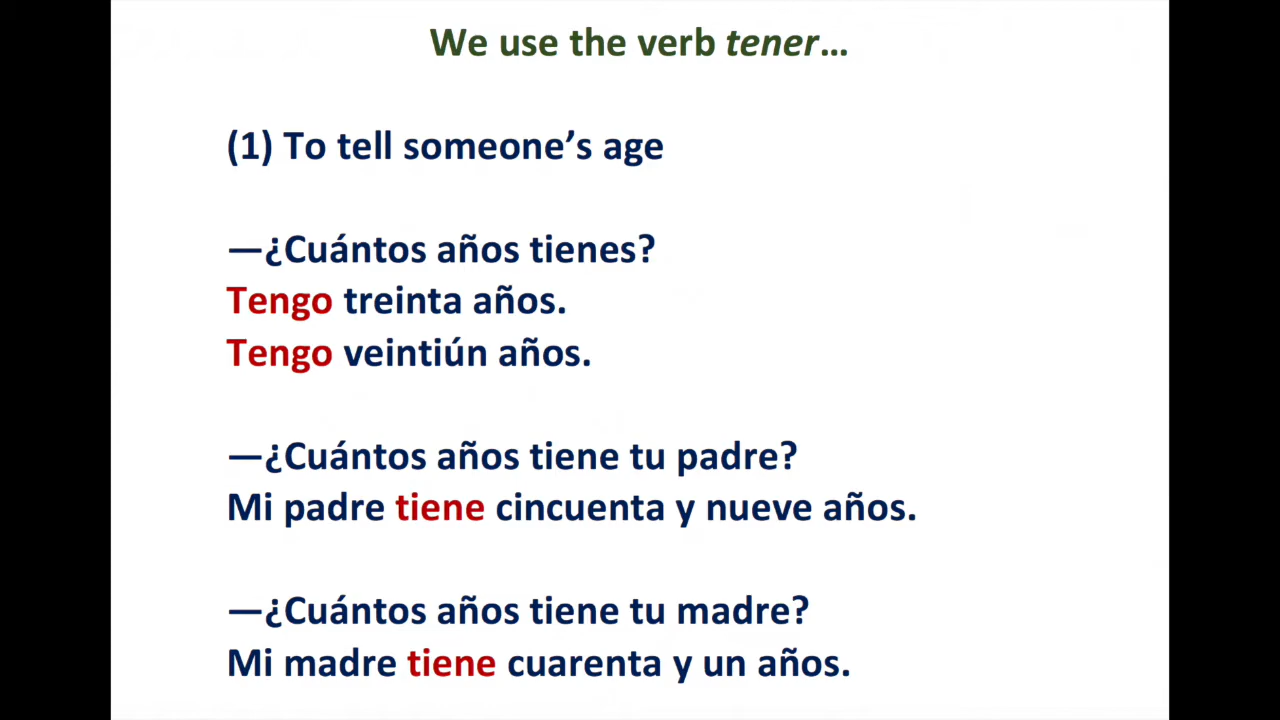 We use the verb tener…
(1) To tell someone’s age
—¿Cuántos años tienes?
Tengo treinta años.
Tengo veintiún años.
—¿Cuántos años tiene tu padre?
Mi padre tiene cincuenta y nueve años.
—¿Cuántos años tiene tu madre?
Mi madre tiene cuarenta y un años.